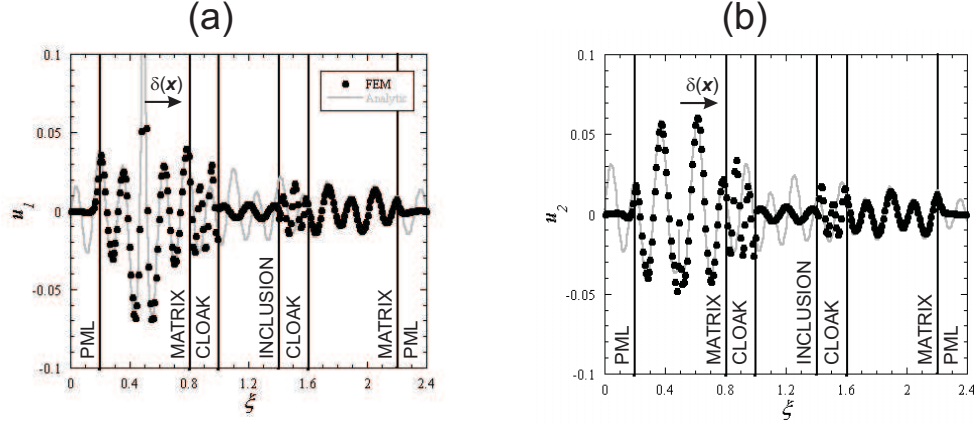 (a)
0.1
0.05
0
-0.05
-0.1
u1
δ(x)
FEM
Analytic
PML
MATRIX
CLOAK
INCLUSION
CLOAK
MATRIX
PML
0 0.4 0.8 1.2 1.6 2 2.4
ξ
(b)
0.1
0.05
0
-0.05
-0.1
u2
δ(x)
PML
MATRIX
CLOAK
INCLUSION
CLOAK
MATRIX
PML
0 0.4 0.8 1.2 1.6 2 2.4
ξ